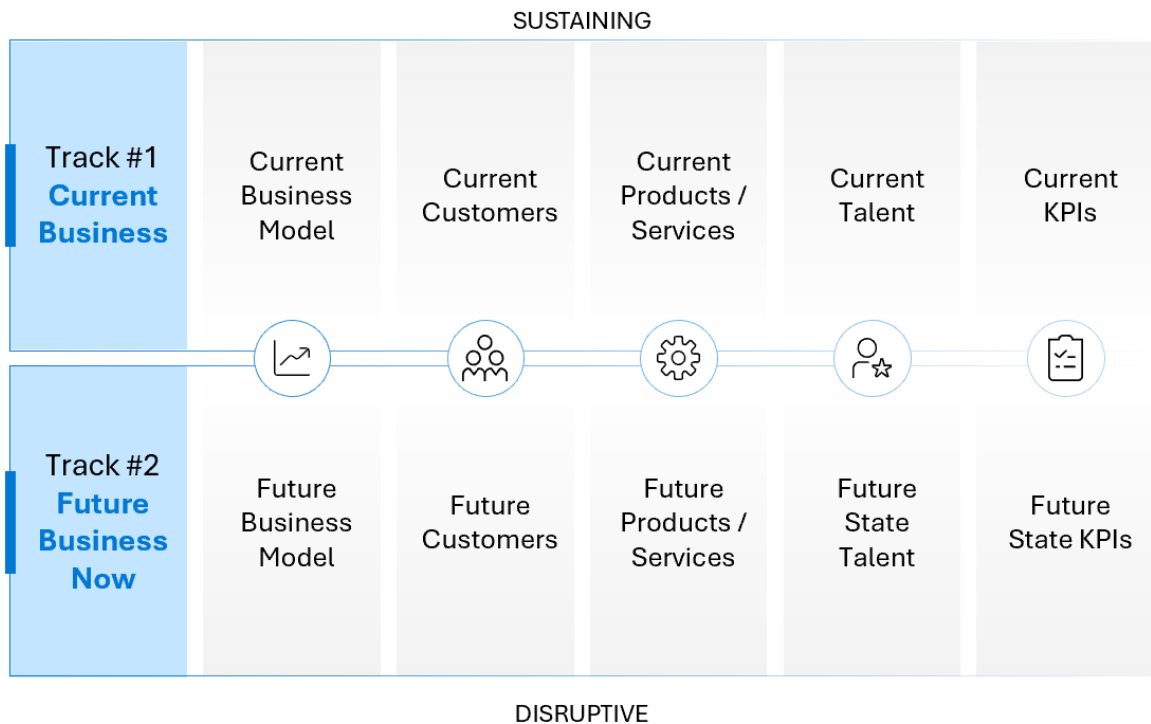 SUSTAINING
Track #1
Current
Business
Current
Business
Model
Current
Customers
Current
Products /
Services
Current
Talent
Current
KPIs
Track #2
Future
Business
Now
Future
Business
Model
Future
Customers
Future
Products /
Services
Future
State
Talent
Future
State KPIs
DISRUPTIVE